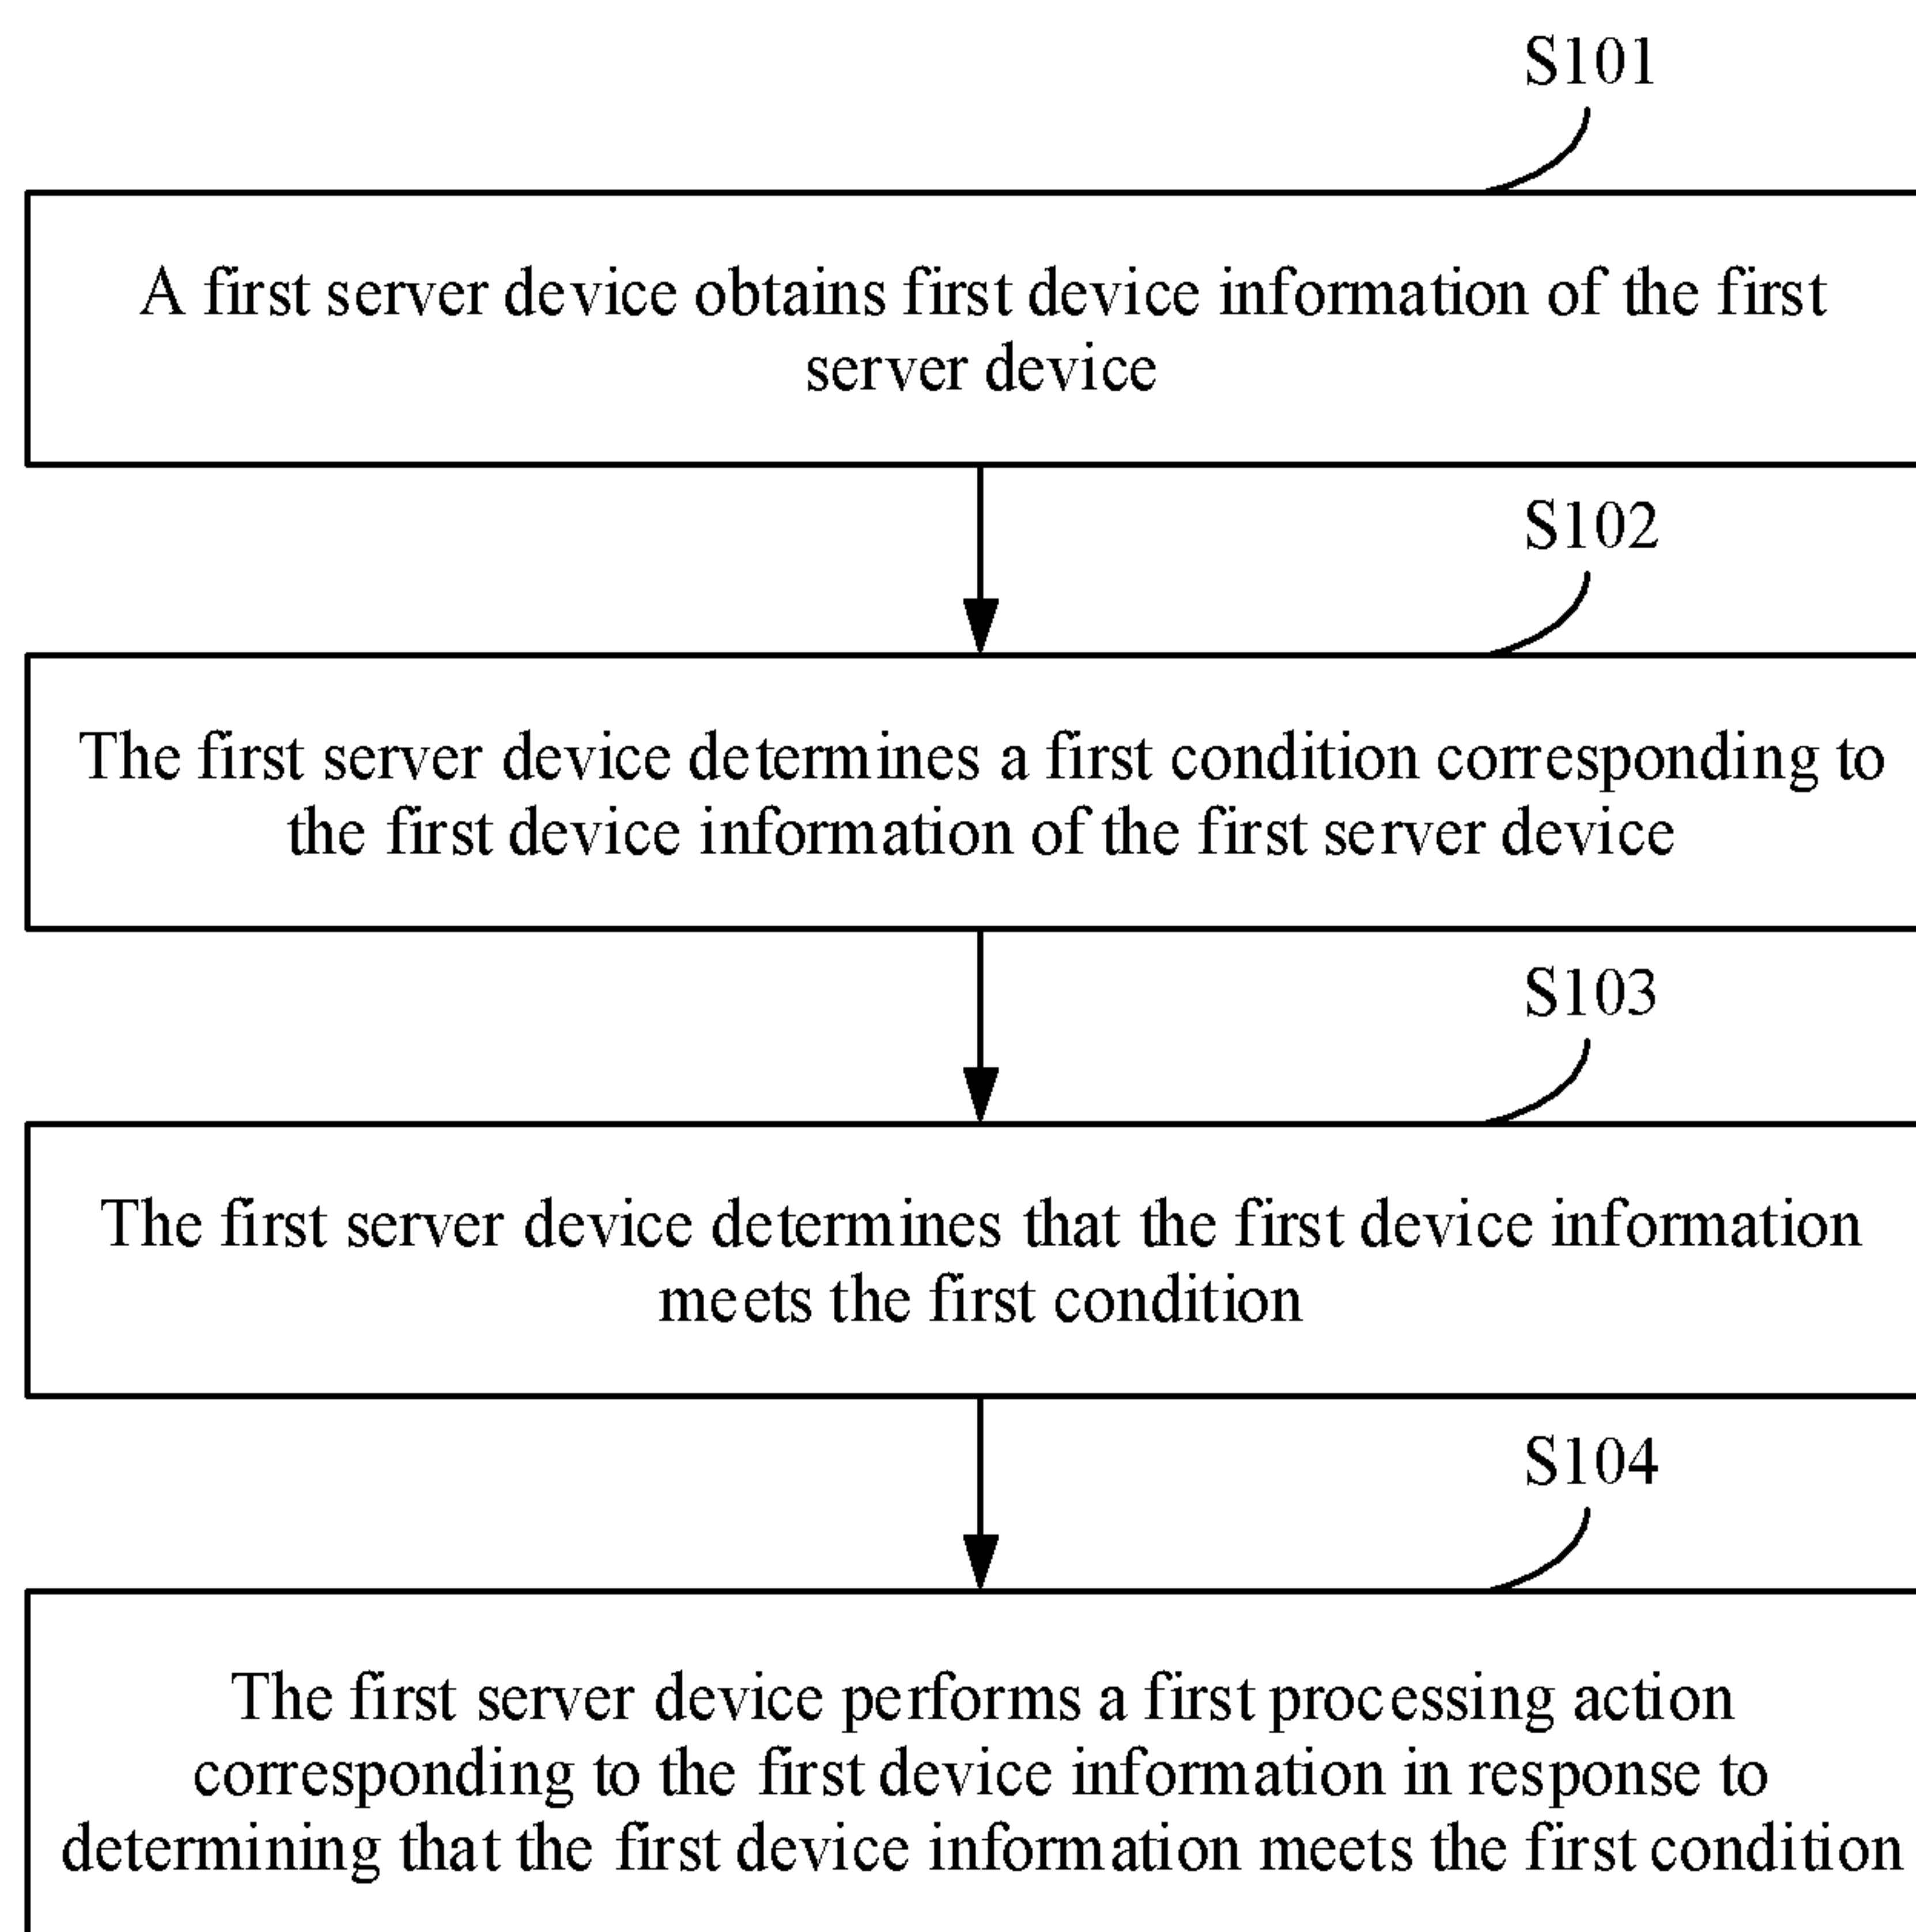 S101
A first server device obtains first device information of the first
server device
S102
The first server device determines a first condition corresponding to
the first device information of the first server device
S103
The first server device determines that the first device information
meets the first condition
S104
The first server device performs a first processing action
corresponding to the first device information in response to
determining that the first device information meets the first condition